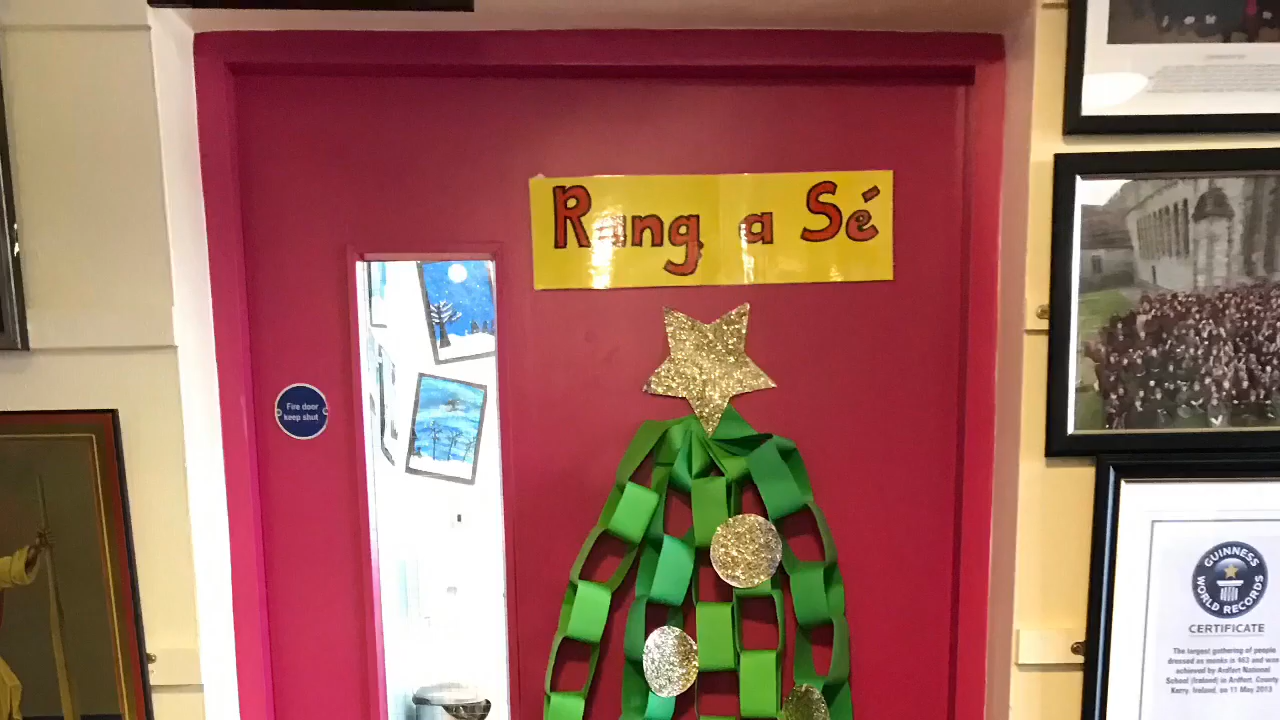 Rang a Sé
Fire door
keep shut
GUINNESS
WORLD RECORDS
CERTIFICATE
The largest gathering of people
dressed as monks is 463 and was
achieved by Ardfert National
School (Ireland) in Ardfert, County
Kerry, Ireland, on 11 May 2013